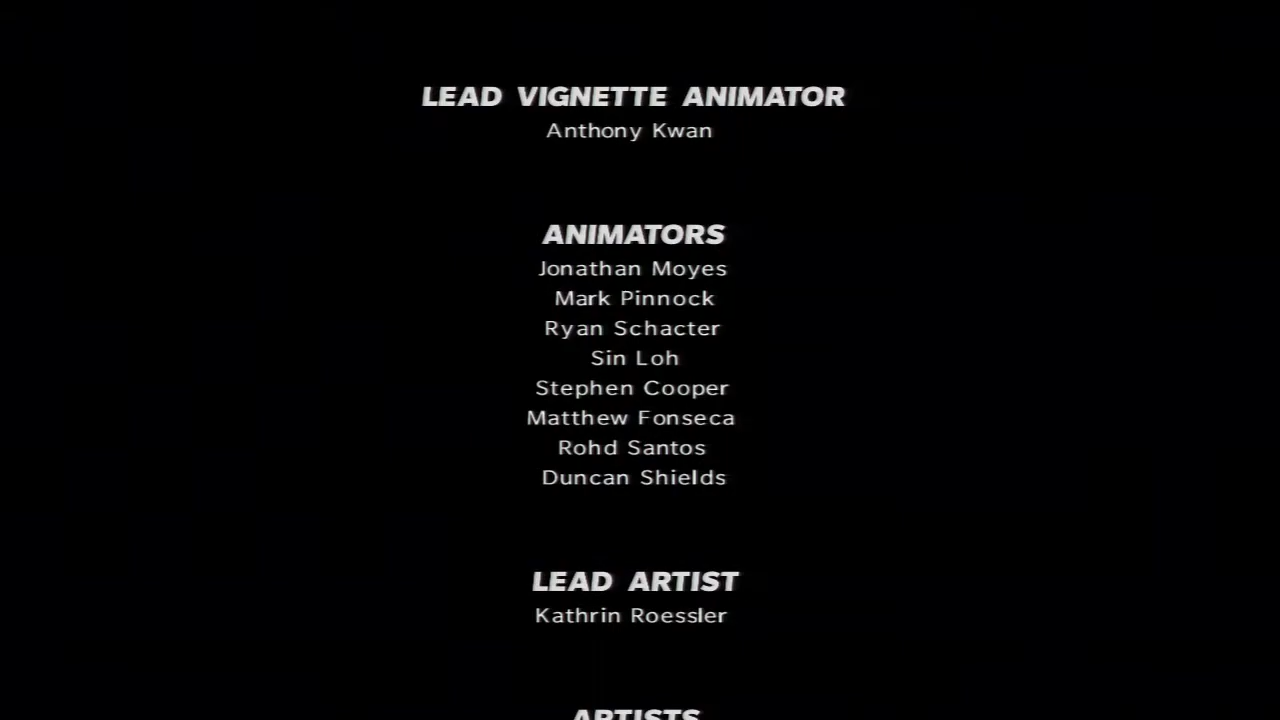 LEAD VIGNETTE ANIMATOR
Anthony Kwan
ANIMATORS
Jonathan Moyes
Mark Pinnock
Ryan Schacter
Sin Loh
Stephen Cooper
Matthew Fonseca
Rohd Santos
Duncan Shields
LEAD ARTIST
Kathrin Roessler
ARTISTS